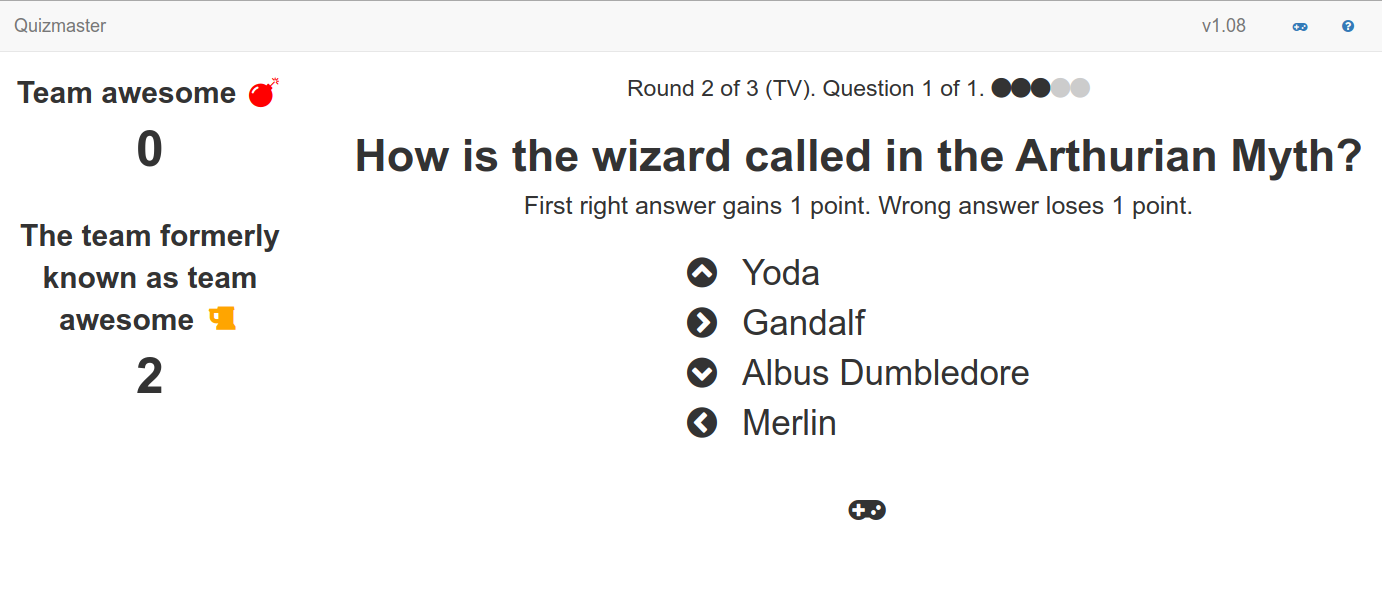 Quizmaster
v1.08
Team awesome
0
The team formerly
known as team
awesome
2
Round 2 of 3 (TV). Question 1 of 1.
How is the wizard called in the Arthurian Myth?
First right answer gains 1 point. Wrong answer loses 1 point.
Yoda
Gandalf
Albus Dumbledore
Merlin